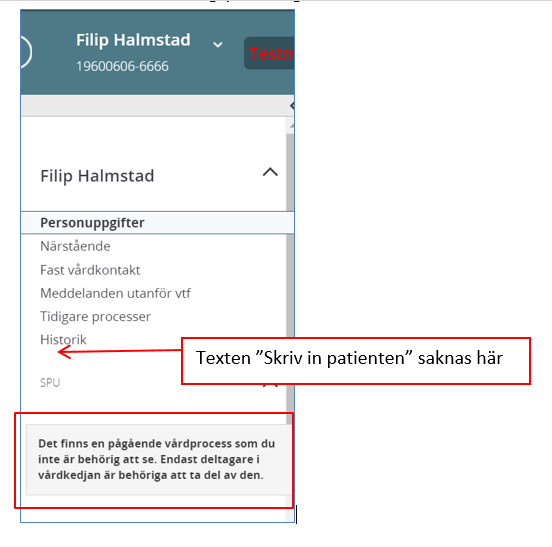 Filip Halmstad
19600606-6666
Testm
Filip Halmstad
Personuppgifter
Närstående
Fast vårdkontakt
Meddelanden utanför vtf
Tidigare processer
Historik
Texten ”Skriv in patienten” saknas här
SPU
Det finns en pågående vårdprocess som du
inte är behörig att se. Endast deltagare i
vårdkedjan är behöriga att ta del av den.